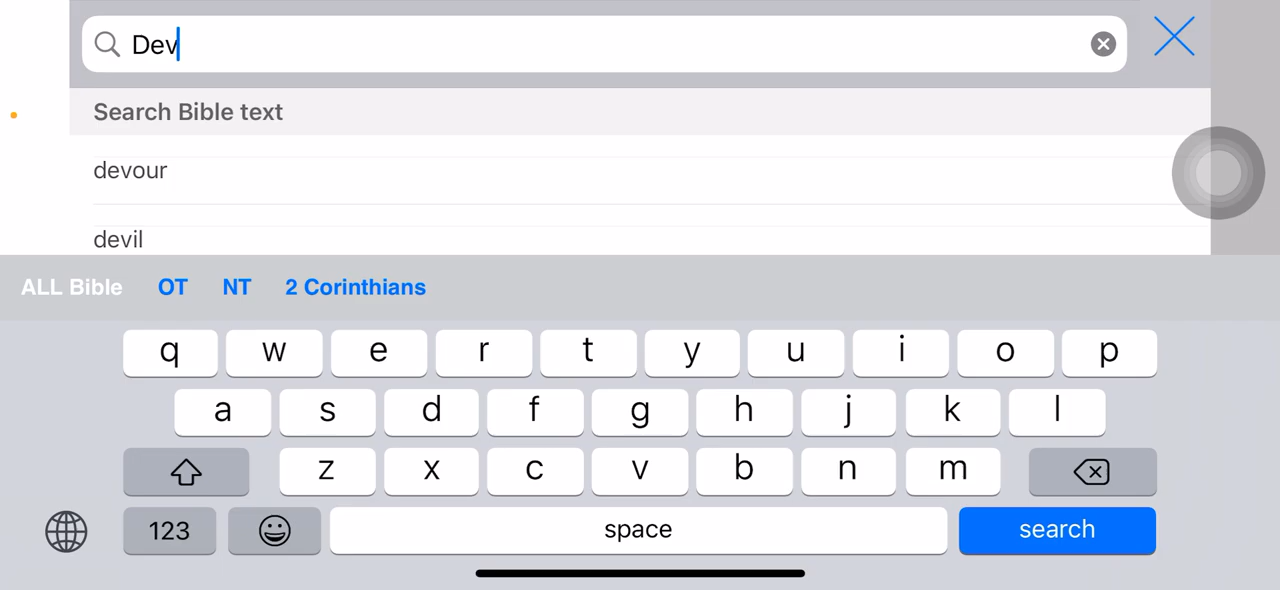 Dev
Search Bible text
devour
devil
ALL Bible OT NT 2 Corinthians
q w e r t y u i o p
a s d f g h j k l
z x c v b n m
123 space search